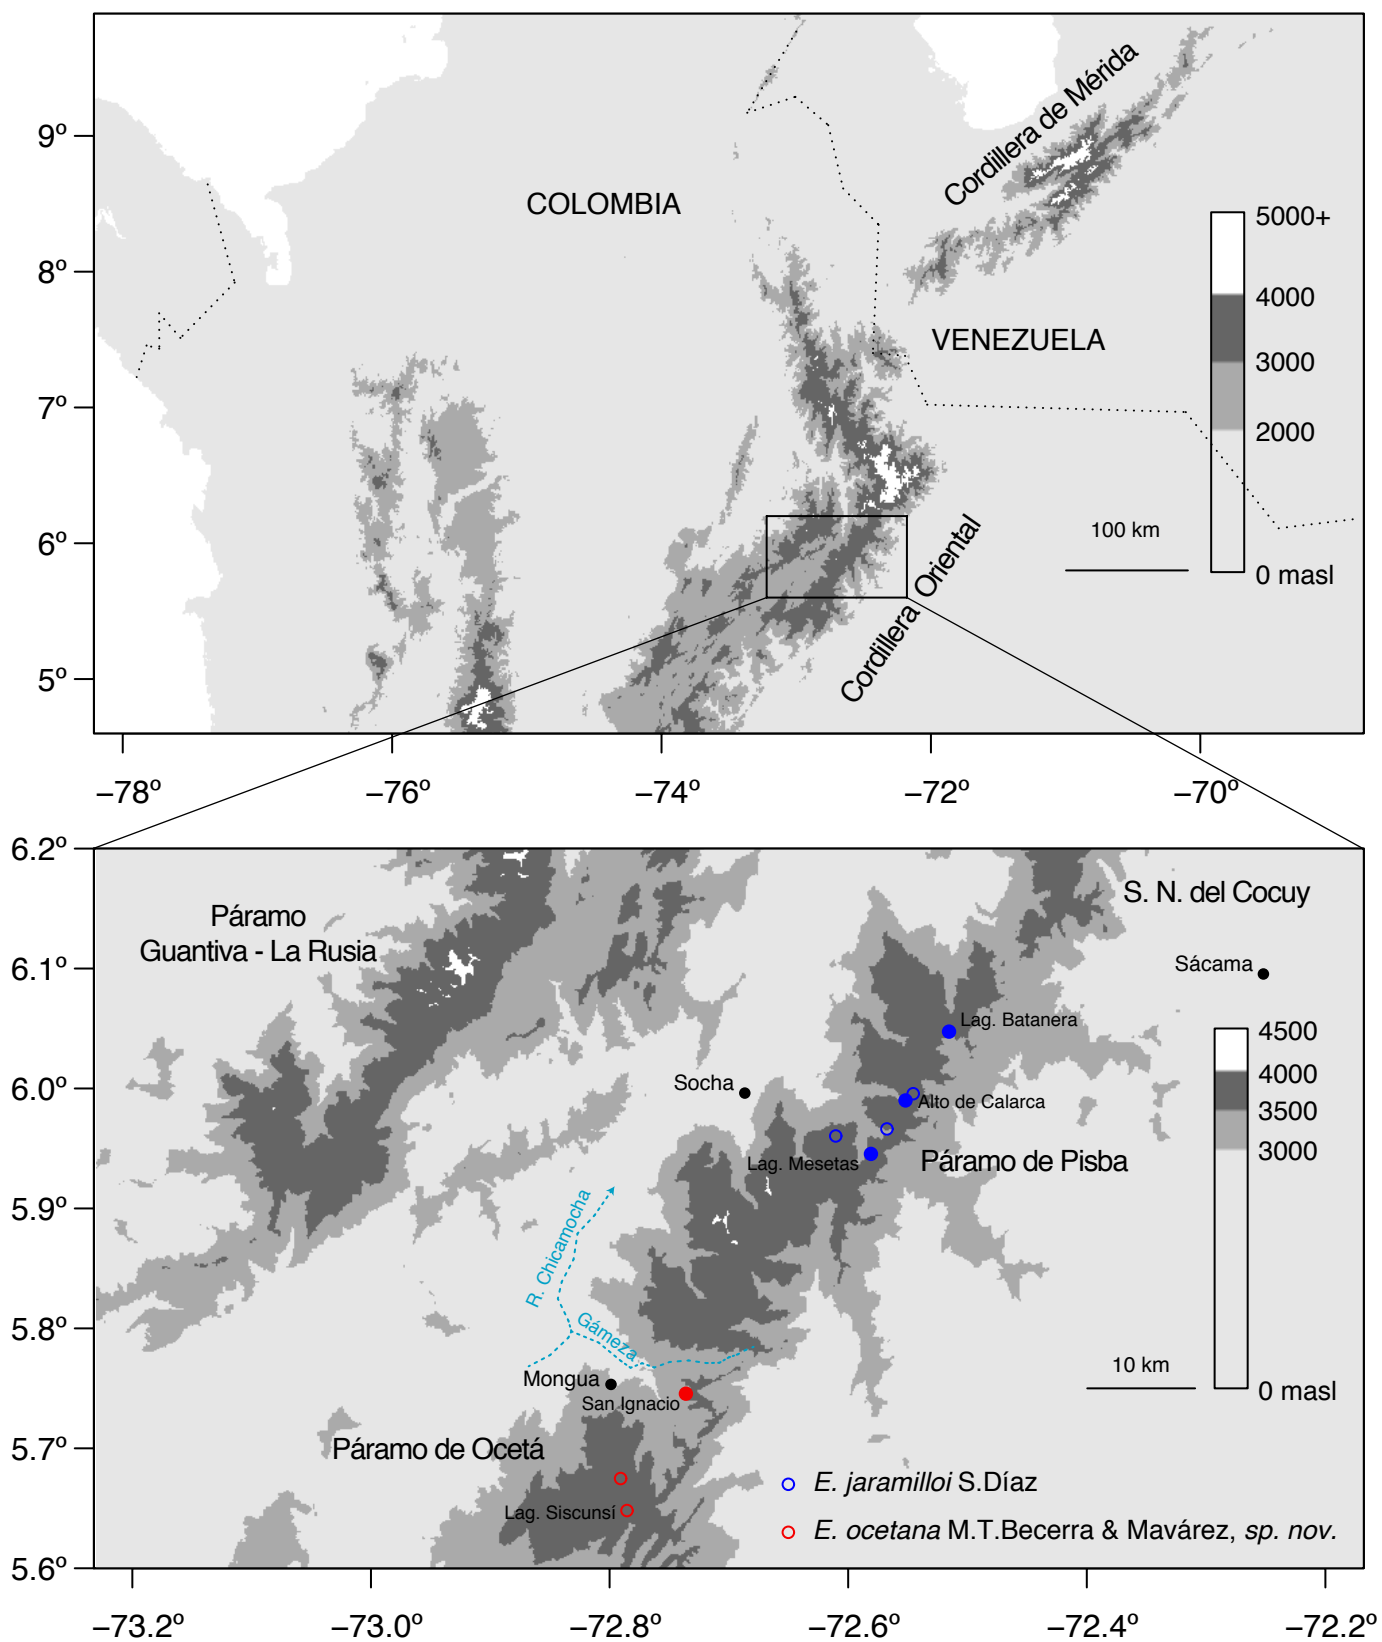 9º
8º
7º
6º
5º
COLOMBIA
VENEZUELA
Cordillera de Mérida
Cordillera Oriental
5000+
4000
3000
2000
0 masl
100 km
−78º
−76º
−74º
−72º
−70º
6.2º
6.1º
6.0º
5.9º
5.8º
5.7º
5.6º
Páramo
Guantiva - La Rusia
S. N. del Cocuy
Sácama
Lag. Batanera
Socha
Alto de Calarca
Lag. Mesetas
Páramo de Pisba
R. Chicamocha
Gámeza
Mongua
San Ignacio
Páramo de Ocetá
Lag. Siscunsí
4500
4000
3500
3000
0 masl
10 km
E. jaramilloi S.Díaz
E. ocetana M.T.Becerra & Mavárez, sp. nov.
−73.2º
−73.0º
−72.8º
−72.6º
−72.4º
−72.2º